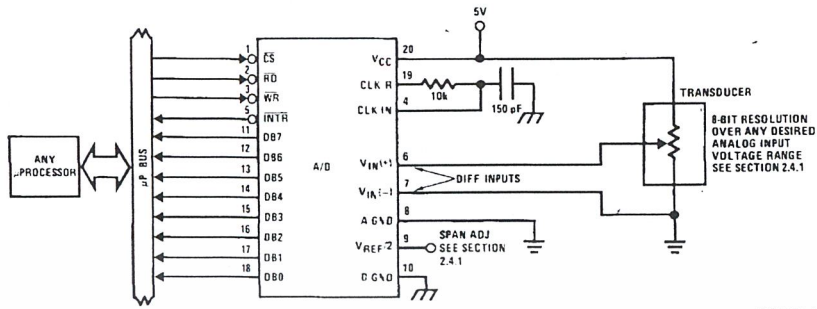 5V
1
CS
2
RD
3
WR
5
INTR
11
DB7
12
DB6
13
DB5
14
DB4
15
DB3
16
DB2
17
DB1
18
DB0
ANY
µPROCESSOR
µP BUS
A/D
20
VCC
19
CLK R
4
CLK IN
10k
150 pF
6
VIN(+)
7
VIN(–)
DIFF INPUTS
8
A GND
9
VREF/2
SPAN ADJ
SEE SECTION
2.4.1
10
D GND
TRANSDUCER
8-BIT RESOLUTION
OVER ANY DESIRED
ANALOG INPUT
VOLTAGE RANGE
SEE SECTION 2.4.1